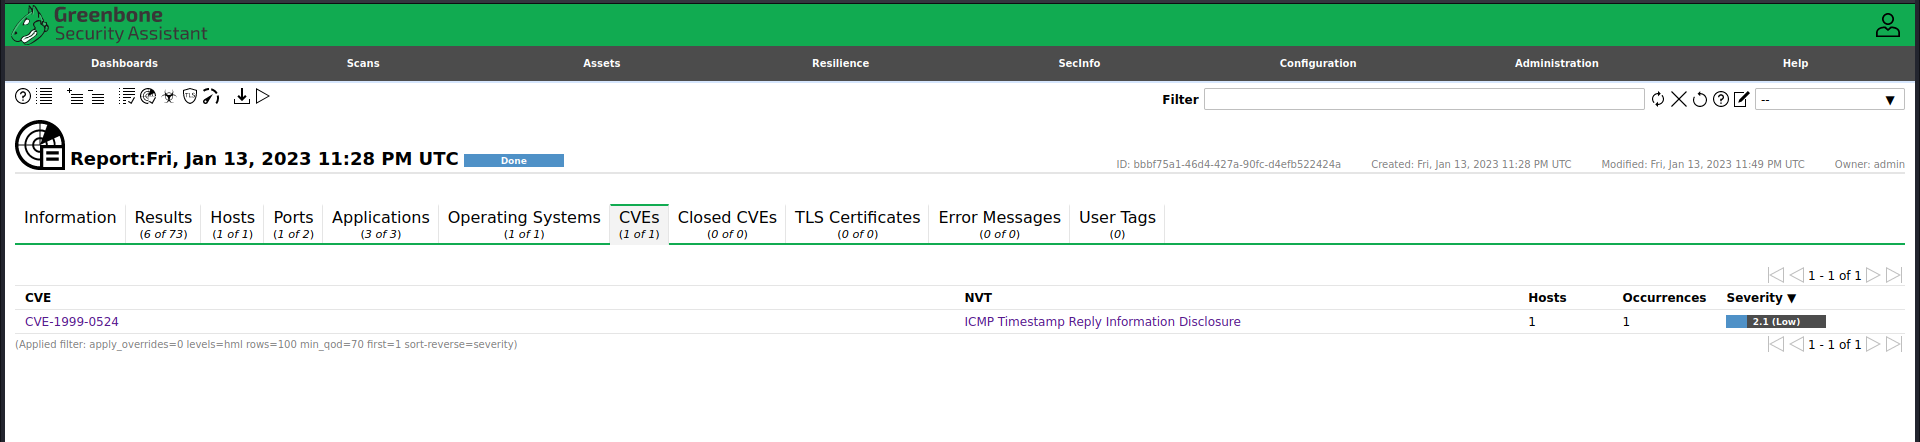 Greenbone
Security Assistant
Dashboards Scans Assets Resilience SecInfo Configuration Administration Help
Filter --
Report:Fri, Jan 13, 2023 11:28 PM UTC Done
ID: bbbf75a1-46d4-427a-90fc-d4efb522424a Created: Fri, Jan 13, 2023 11:28 PM UTC Modified: Fri, Jan 13, 2023 11:49 PM UTC Owner: admin
Information Results Hosts Ports Applications Operating Systems CVEs Closed CVEs TLS Certificates Error Messages User Tags
(6 of 73) (1 of 1) (1 of 2) (3 of 3) (1 of 1) (1 of 1) (0 of 0) (0 of 0) (0 of 0) (0)
1 - 1 of 1
CVE NVT Hosts Occurrences Severity ▼
CVE-1999-0524 ICMP Timestamp Reply Information Disclosure 1 1 2.1 (Low)
(Applied filter: apply_overrides=0 levels=hml rows=100 min_qod=70 first=1 sort-reverse=severity) 1 - 1 of 1